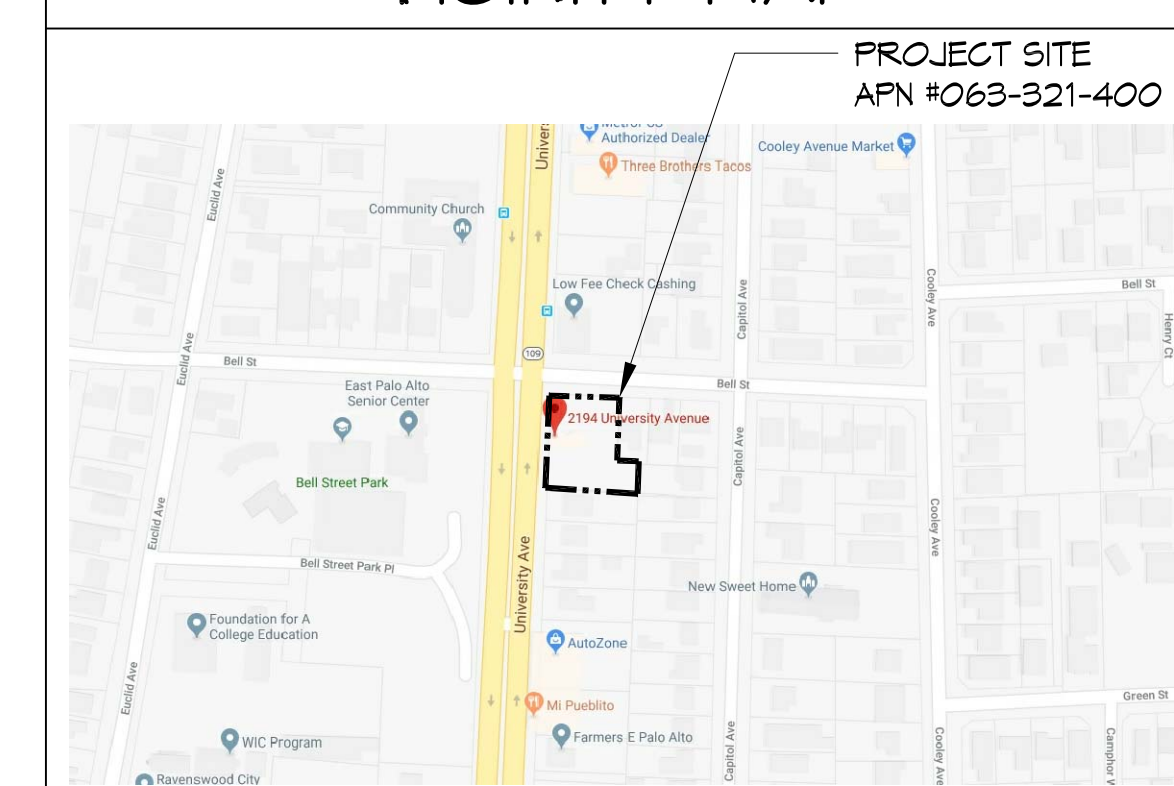 PROJECT SITE
APN #063-321-400
Univers
Authorized Dealer
Three Brothers Tacos
Cooley Avenue Market
Euclid Ave
Community Church
Low Fee Check Cashing
Capitol Ave
Cooley Ave
Bell St
Henry Ct
109
Euclid Ave
Bell St
East Palo Alto
Senior Center
Bell St
2194 University Avenue
Capitol Ave
Bell Street Park
Euclid Ave
Cooley Ave
Bell Street Park Pl
University Ave
New Sweet Home
Foundation for A
College Education
AutoZone
Euclid Ave
Green St
Mi Pueblito
WIC Program
Farmers E Palo Alto
Capitol Ave
Cooley Ave
Camphor
Ravenswood City